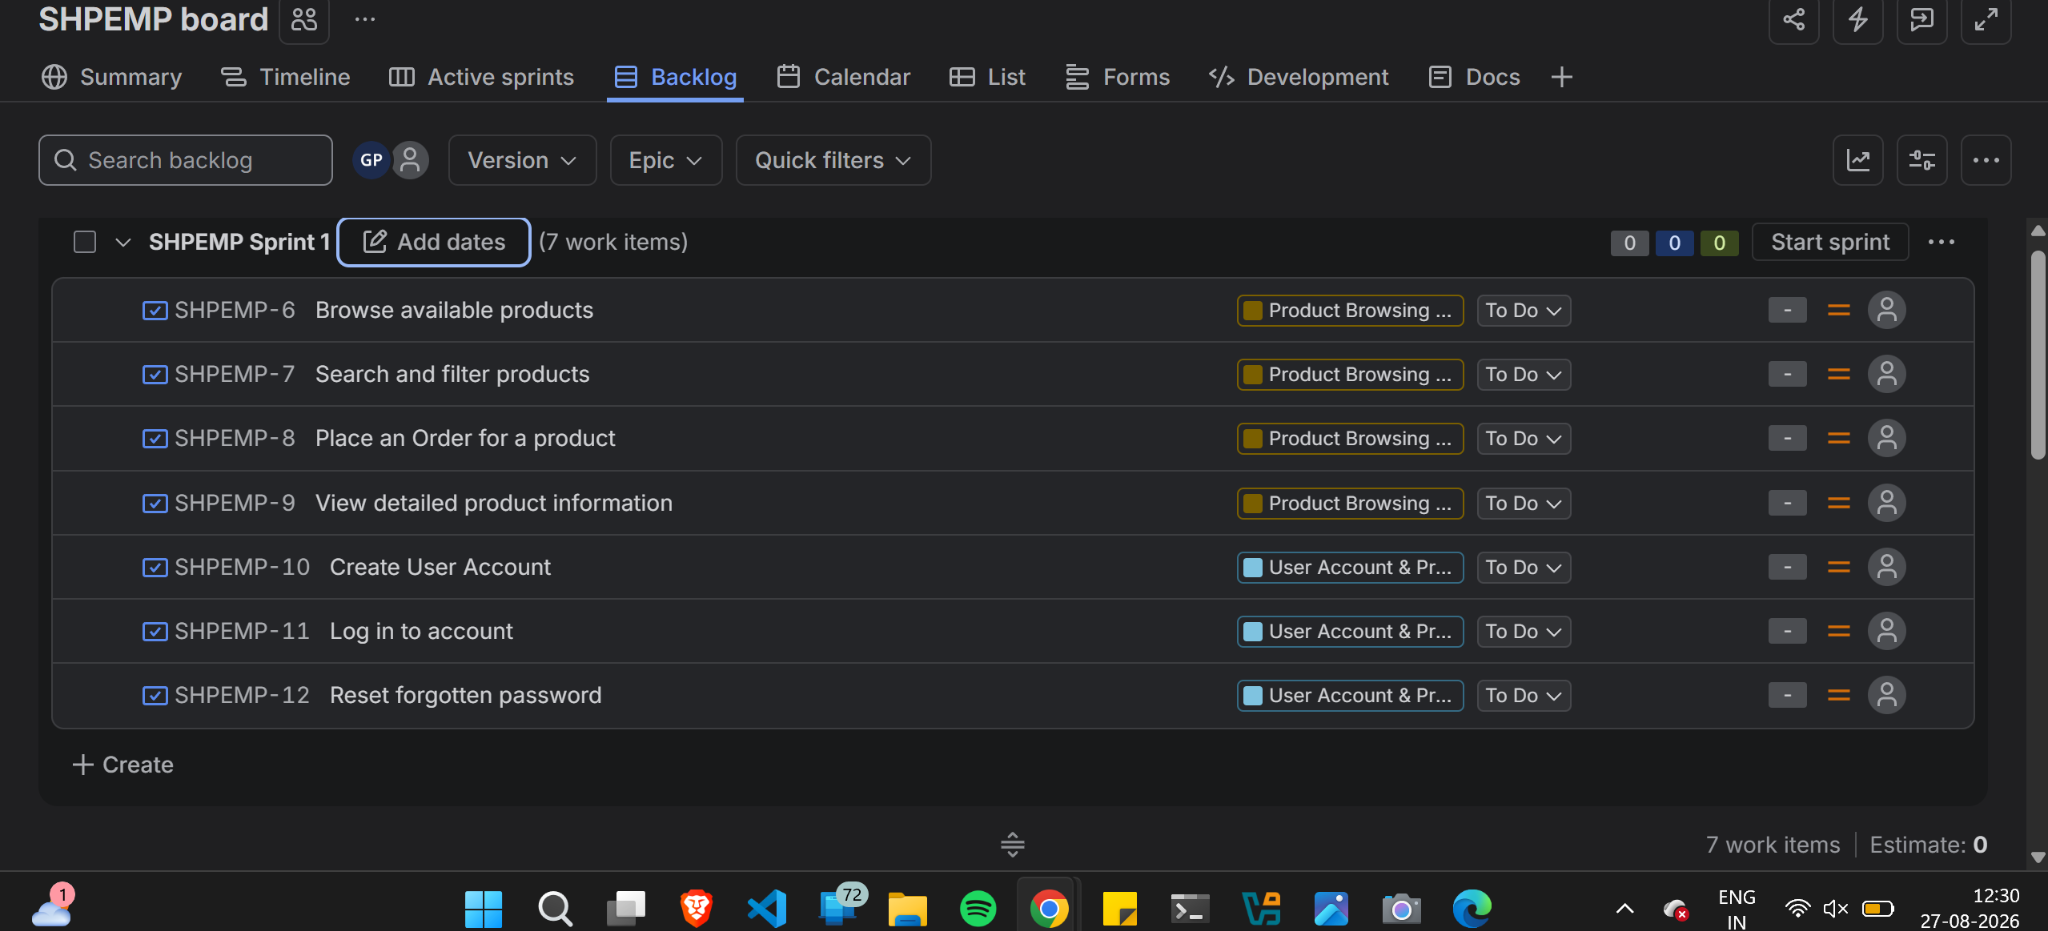 SHPEMP board
Summary Timeline Active sprints Backlog Calendar List Forms Development Docs
Search backlog GP Version Epic Quick filters
SHPEMP Sprint 1 Add dates (7 work items) 0 0 0 Start sprint
SHPEMP-6 Browse available products Product Browsing ... To Do -
SHPEMP-7 Search and filter products Product Browsing ... To Do -
SHPEMP-8 Place an Order for a product Product Browsing ... To Do -
SHPEMP-9 View detailed product information Product Browsing ... To Do -
SHPEMP-10 Create User Account User Account & Pr... To Do -
SHPEMP-11 Log in to account User Account & Pr... To Do -
SHPEMP-12 Reset forgotten password User Account & Pr... To Do -
+ Create
7 work items Estimate: 0
1 72 ENG 12:30
IN 27-08-2026